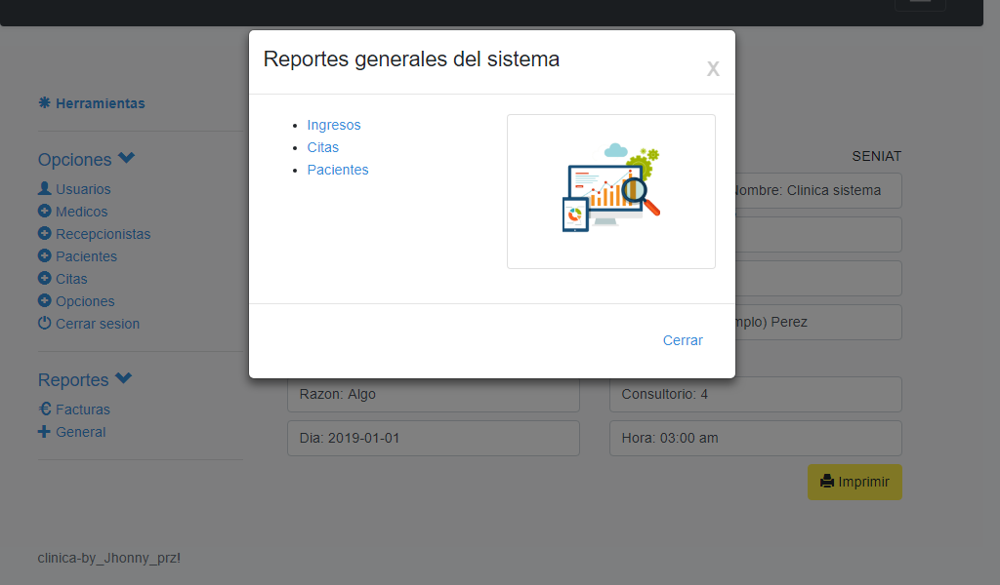 Reportes generales del sistema
X
Ingresos
Citas
Pacientes
Cerrar
Herramientas
Opciones
Usuarios
Medicos
Recepcionistas
Pacientes
Citas
Opciones
Cerrar sesion
Reportes
Facturas
General
SENIAT
Nombre: Clinica sistema
Perez
Razon: Algo
Consultorio: 4
Dia: 2019-01-01
Hora: 03:00 am
Imprimir
clinica-by_Jhonny_prz!